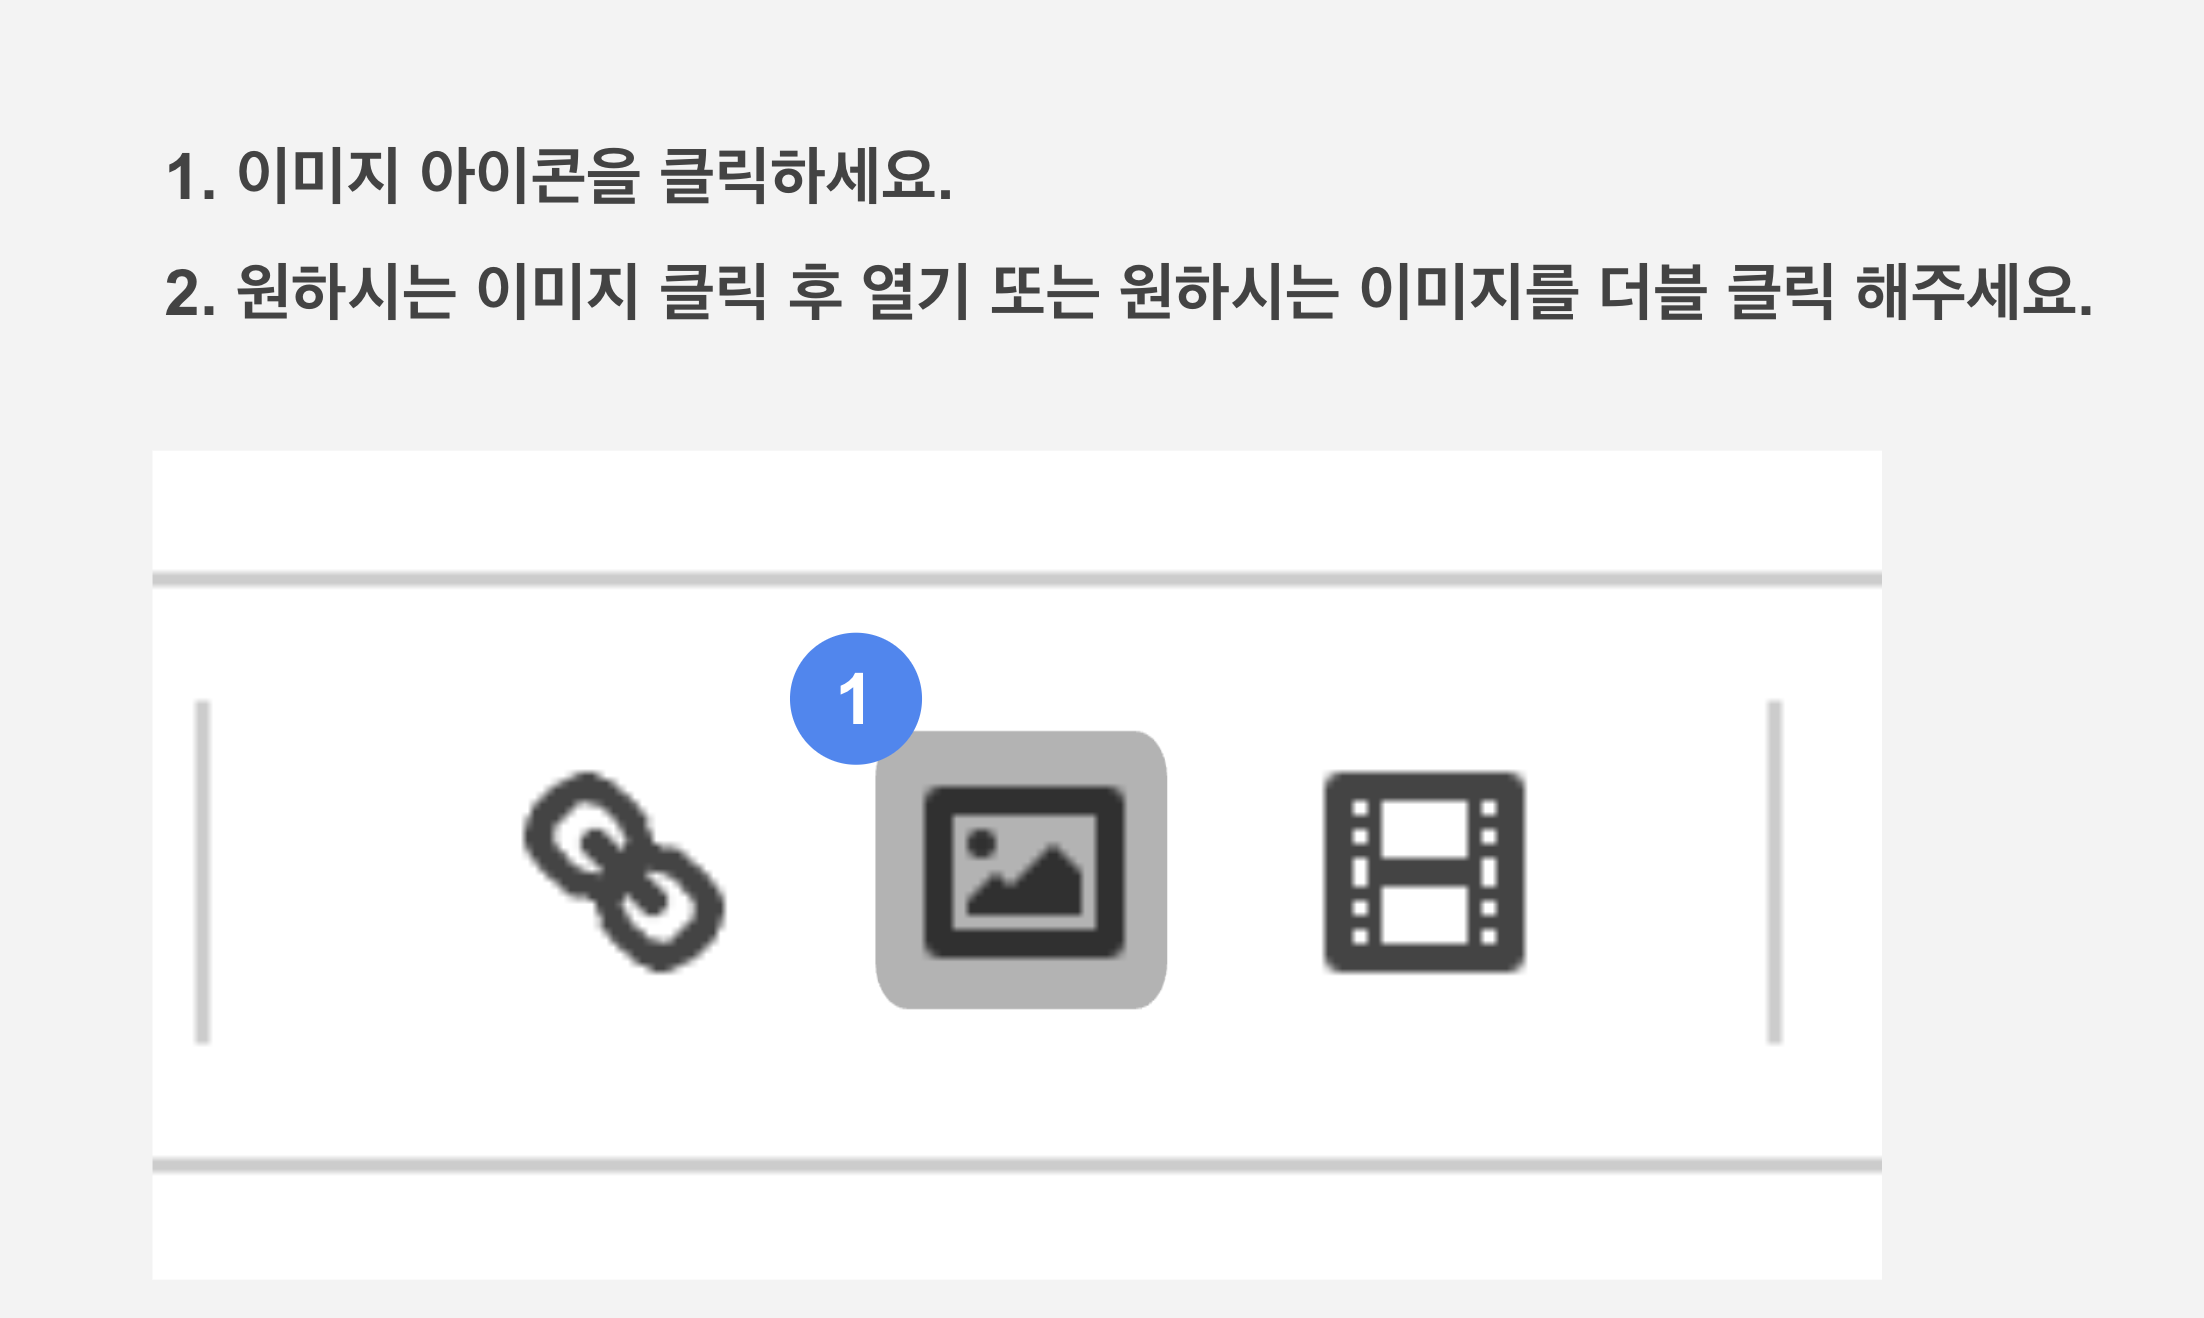 1. 이미지 아이콘을 클릭하세요.
2. 원하시는 이미지 클릭 후 열기 또는 원하시는 이미지를 더블 클릭 해주세요.
1